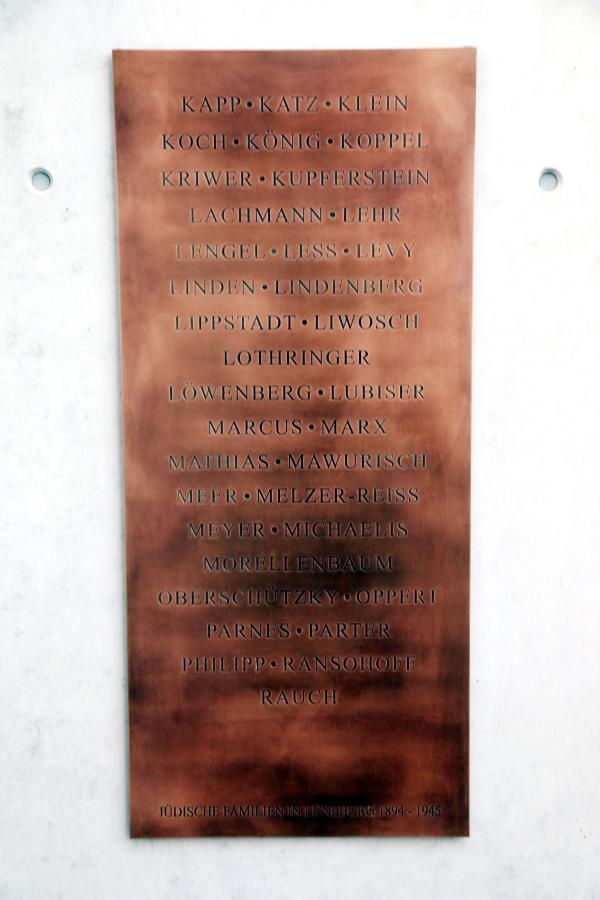 KAPP • KATZ • KLEIN
KOCH • KÖNIG • KOPPEL
KRIWER • KUPFERSTEIN
LACHMANN • LEHR
LENGEL • LESS • LEVY
LINDEN • LINDENBERG
LIPPSTADT • LIWOSCH
LOTHRINGER
LÖWENBERG • LUBISER
MARCUS • MARX
MATHIAS • MAWURISCH
MEER • MELZER-REISS
MEYER • MICHAELIS
MORELLENBAUM
OBERSCHÜTZKY • OPPERT
PARNES • PARTER
PHILIPP • RANSOHOFF
RAUCH
JÜDISCHE FAMILIEN IN LÜNEBURG 1894 - 1945